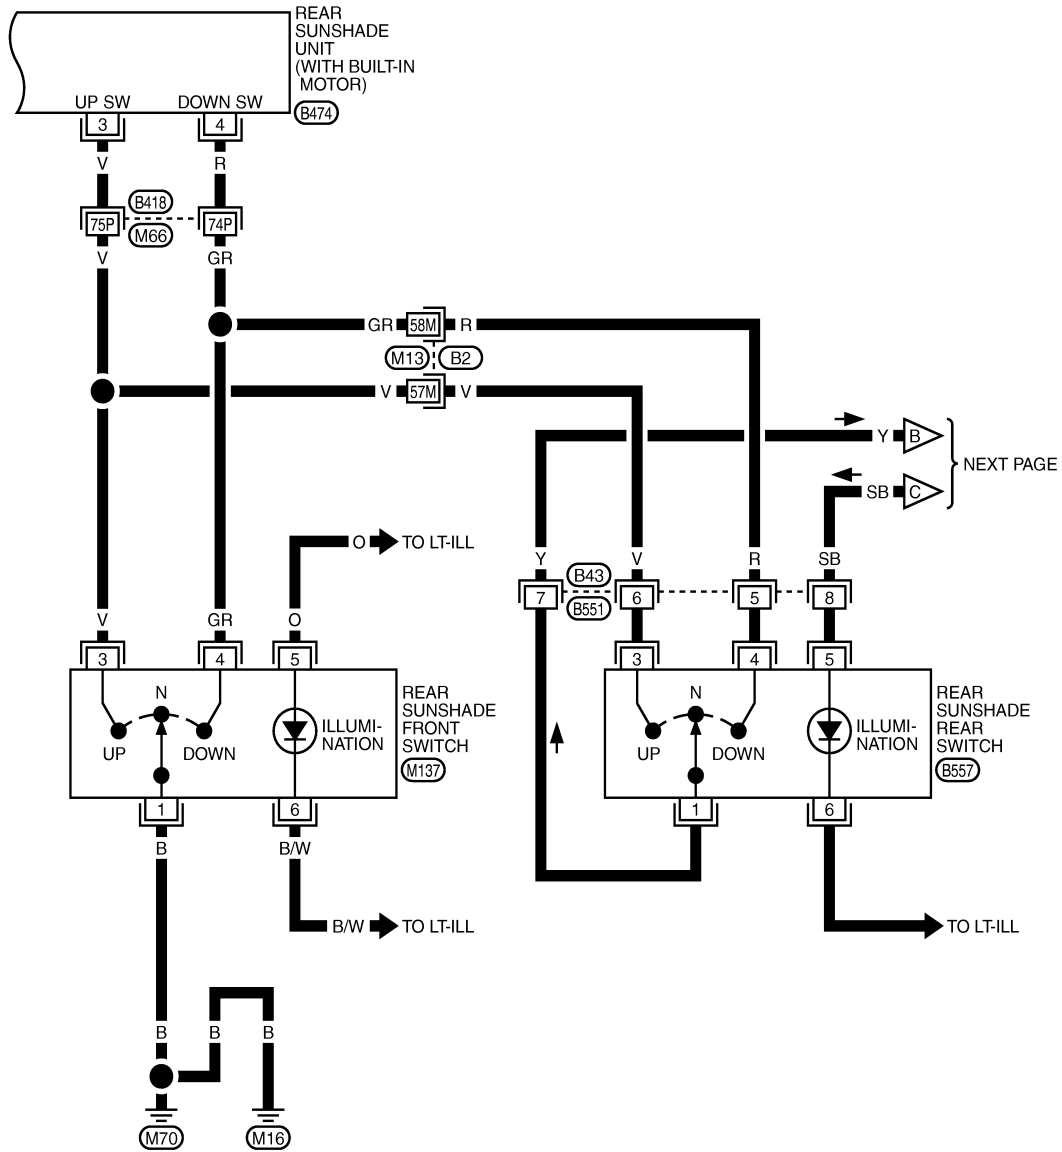 REAR
SUNSHADE
UNIT
(WITH BUILT-IN
MOTOR)
B474
UP SW
DOWN SW
3
4
V
R
B418
75P
74P
M66
V
GR
GR
58M
R
M13
B2
V
57M
V
Y
B
NEXT PAGE
SB
C
O
TO LT-ILL
Y
V
R
SB
B43
7
6
5
8
B551
V
GR
O
3
4
5
3
4
5
N
UP
DOWN
ILLUMI-
NATION
REAR
SUNSHADE
FRONT
SWITCH
M137
N
UP
DOWN
ILLUMI-
NATION
REAR
SUNSHADE
REAR
SWITCH
B557
1
6
1
6
B
B/W
B/W
TO LT-ILL
TO LT-ILL
B
B
B
M70
M16